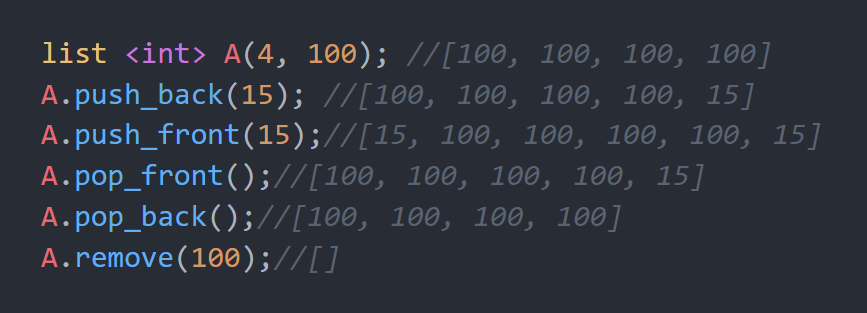 list <int> A(4, 100); //[100, 100, 100, 100]
A.push_back(15); //[100, 100, 100, 100, 15]
A.push_front(15);//[15, 100, 100, 100, 100, 15]
A.pop_front();//[100, 100, 100, 100, 15]
A.pop_back();//[100, 100, 100, 100]
A.remove(100);//[]